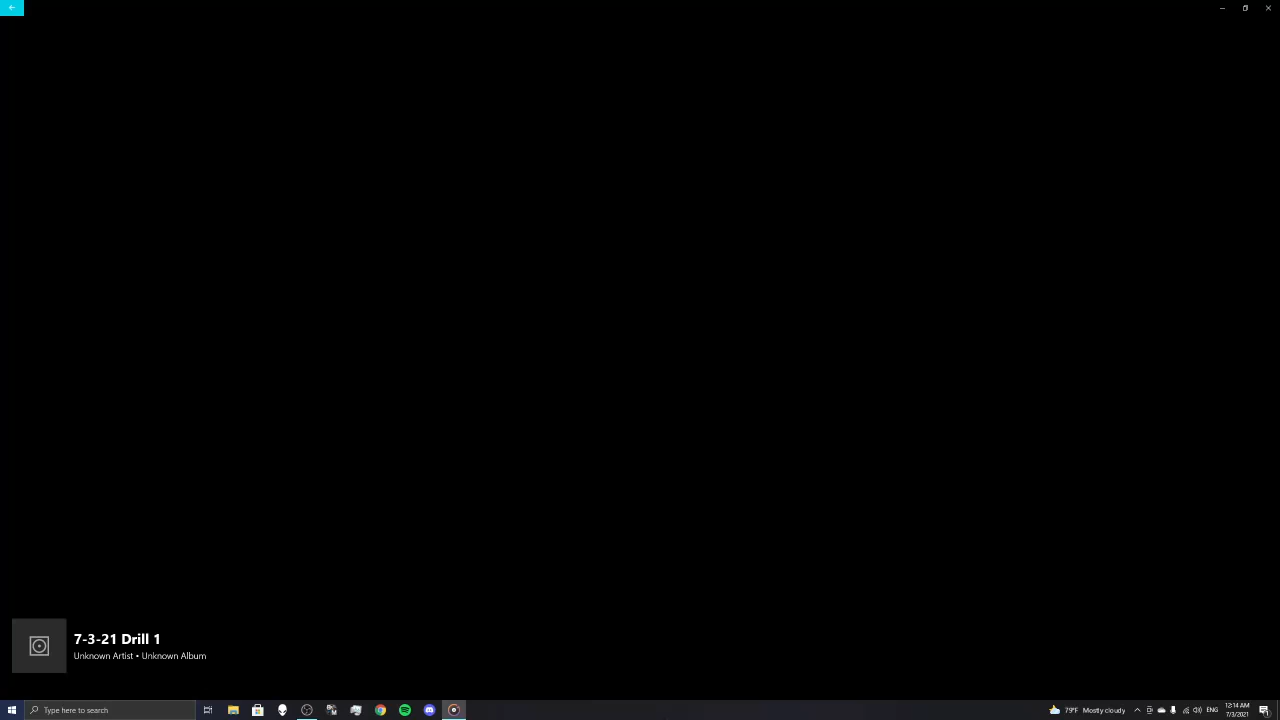 7-3-21 Drill 1
Unknown Artist • Unknown Album
Type here to search
79°F Mostly cloudy
ENG
12:14 AM
7/3/2021